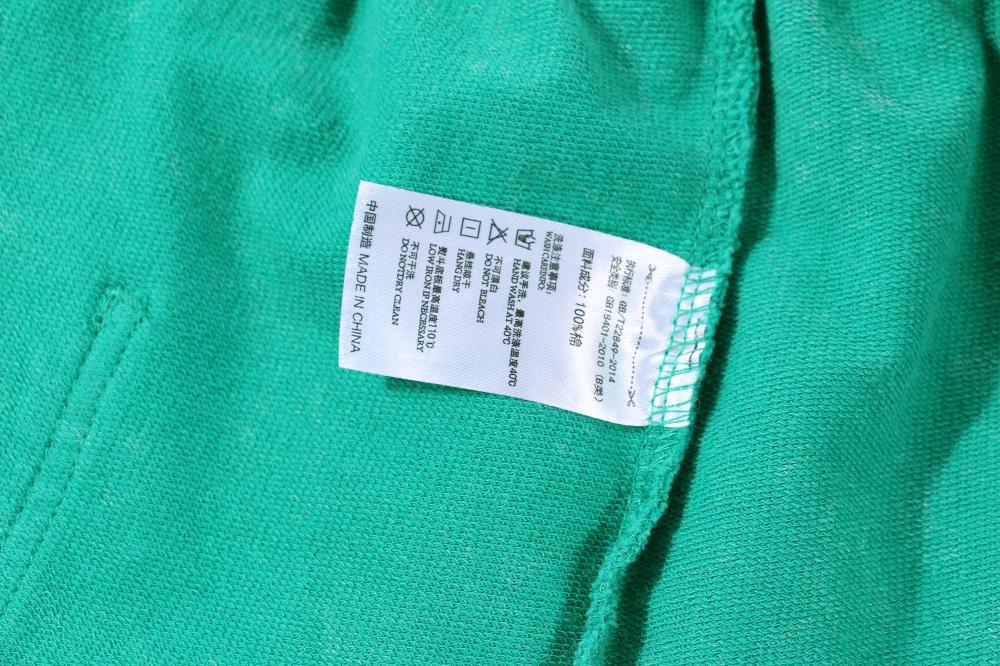 执行标准：GB/T22849-2014
安全类别：GB18401-2010（B类）
面料成分：100%棉
洗涤注意事项：
WASH CAREINFO:
建议手洗，最高洗涤温度40℃
HAND WASH AT 40℃
不可漂白
DO NOT BLEACH
悬挂晾干
HANG DRY
熨斗底板最高温度110℃
LOW IRON IF NECESSARY
不可干洗
DO NOTDRY CLEAN
中国制造 MADE IN CHINA